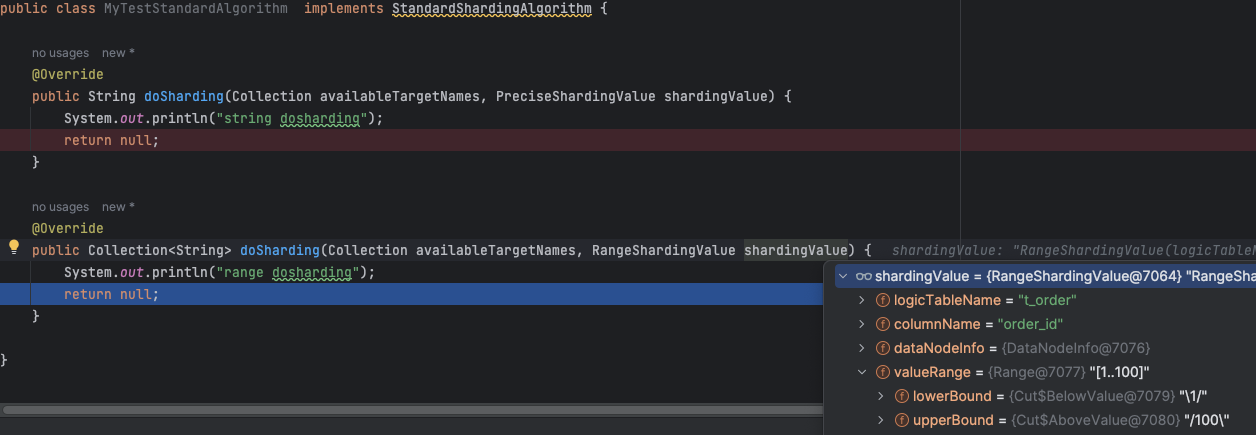 public class MyTestStandardAlgorithm  implements StandardShardingAlgorithm {
no usages   new *
@Override
public String doSharding(Collection availableTargetNames, PreciseShardingValue shardingValue) {
System.out.println("string dosharding");
return null;
}
no usages   new *
@Override
public Collection<String> doSharding(Collection availableTargetNames, RangeShardingValue shardingValue) {   shardingValue: "RangeShardingValue(logicTable
System.out.println("range dosharding");
return null;
}
}
shardingValue = {RangeShardingValue@7064} "RangeSha
logicTableName = "t_order"
columnName = "order_id"
dataNodeInfo = {DataNodeInfo@7076}
valueRange = {Range@7077} "[1..100]"
lowerBound = {Cut$BelowValue@7079} "\1/"
upperBound = {Cut$AboveValue@7080} "/100\"